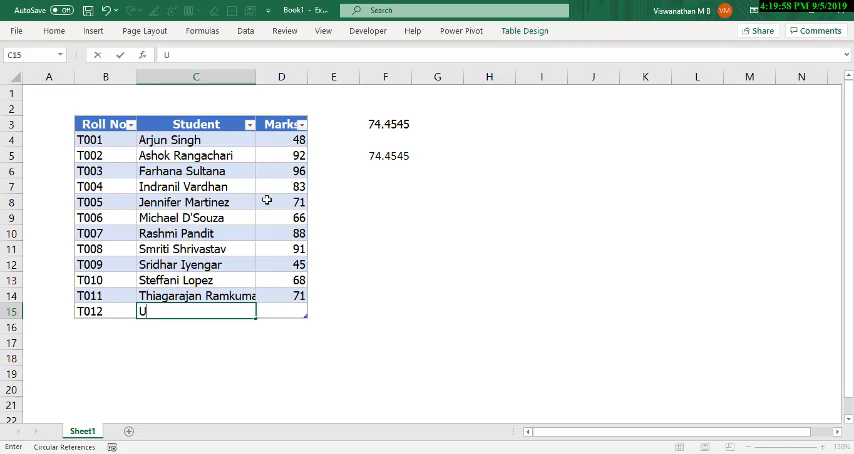 AutoSave Off Book1 - Ex... Search Viswanathan M B VM 4:19:58 PM 9/5/2019
File Home Insert Page Layout Formulas Data Review View Developer Help Power Pivot Table Design Share Comments
C15 fx U
A B C D E F G H I J K L M N
1
2
3 Roll No Student Marks 74.4545
4 T001 Arjun Singh 48
5 T002 Ashok Rangachari 92 74.4545
6 T003 Farhana Sultana 96
7 T004 Indranil Vardhan 83
8 T005 Jennifer Martinez 71
9 T006 Michael D'Souza 66
10 T007 Rashmi Pandit 88
11 T008 Smriti Shrivastav 91
12 T009 Sridhar Iyengar 45
13 T010 Steffani Lopez 68
14 T011 Thiagarajan Ramkuma 71
15 T012 U
16
17
18
19
20
21
22
Sheet1
Enter Circular References 130%